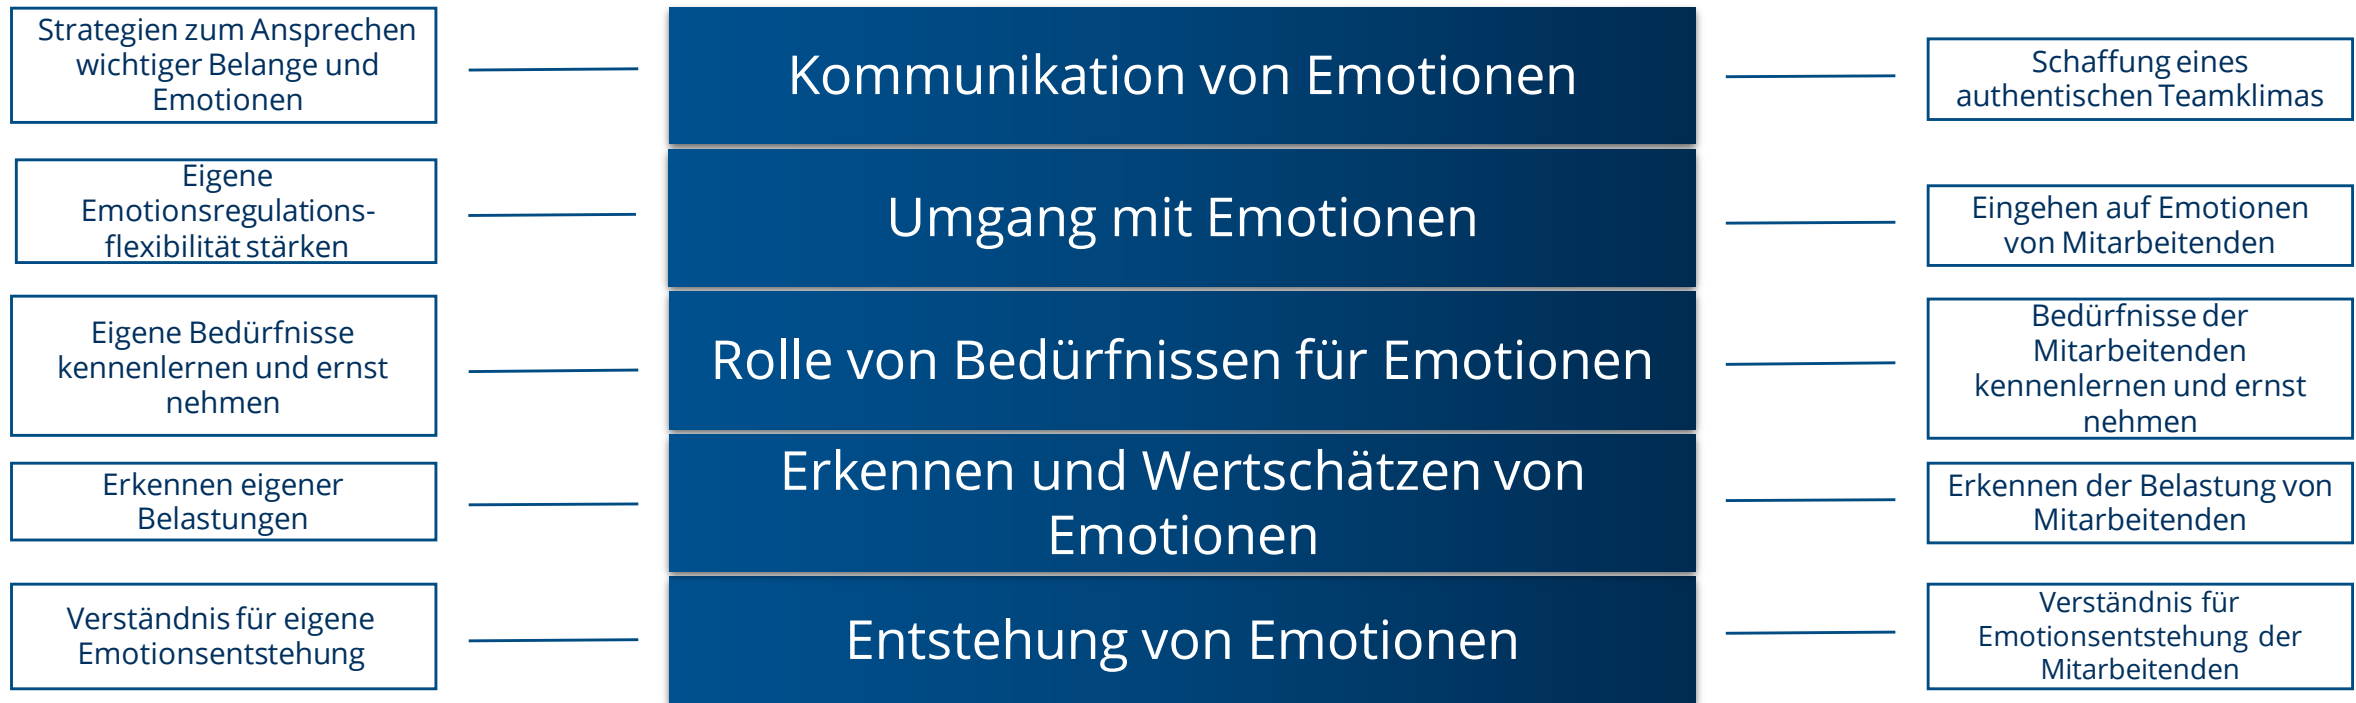 Strategien zum Ansprechen
wichtiger Belange und
Emotionen
Kommunikation von Emotionen
Schaffung eines
authentischen Teamklimas
Eigene
Emotionsregulations-
flexibilität stärken
Umgang mit Emotionen
Eingehen auf Emotionen
von Mitarbeitenden
Eigene Bedürfnisse
kennenlernen und ernst
nehmen
Rolle von Bedürfnissen für Emotionen
Bedürfnisse der
Mitarbeitenden
kennenlernen und ernst
nehmen
Erkennen eigener
Belastungen
Erkennen und Wertschätzen von
Emotionen
Erkennen der Belastung von
Mitarbeitenden
Verständnis für eigene
Emotionsentstehung
Entstehung von Emotionen
Verständnis für
Emotionsentstehung der
Mitarbeitenden